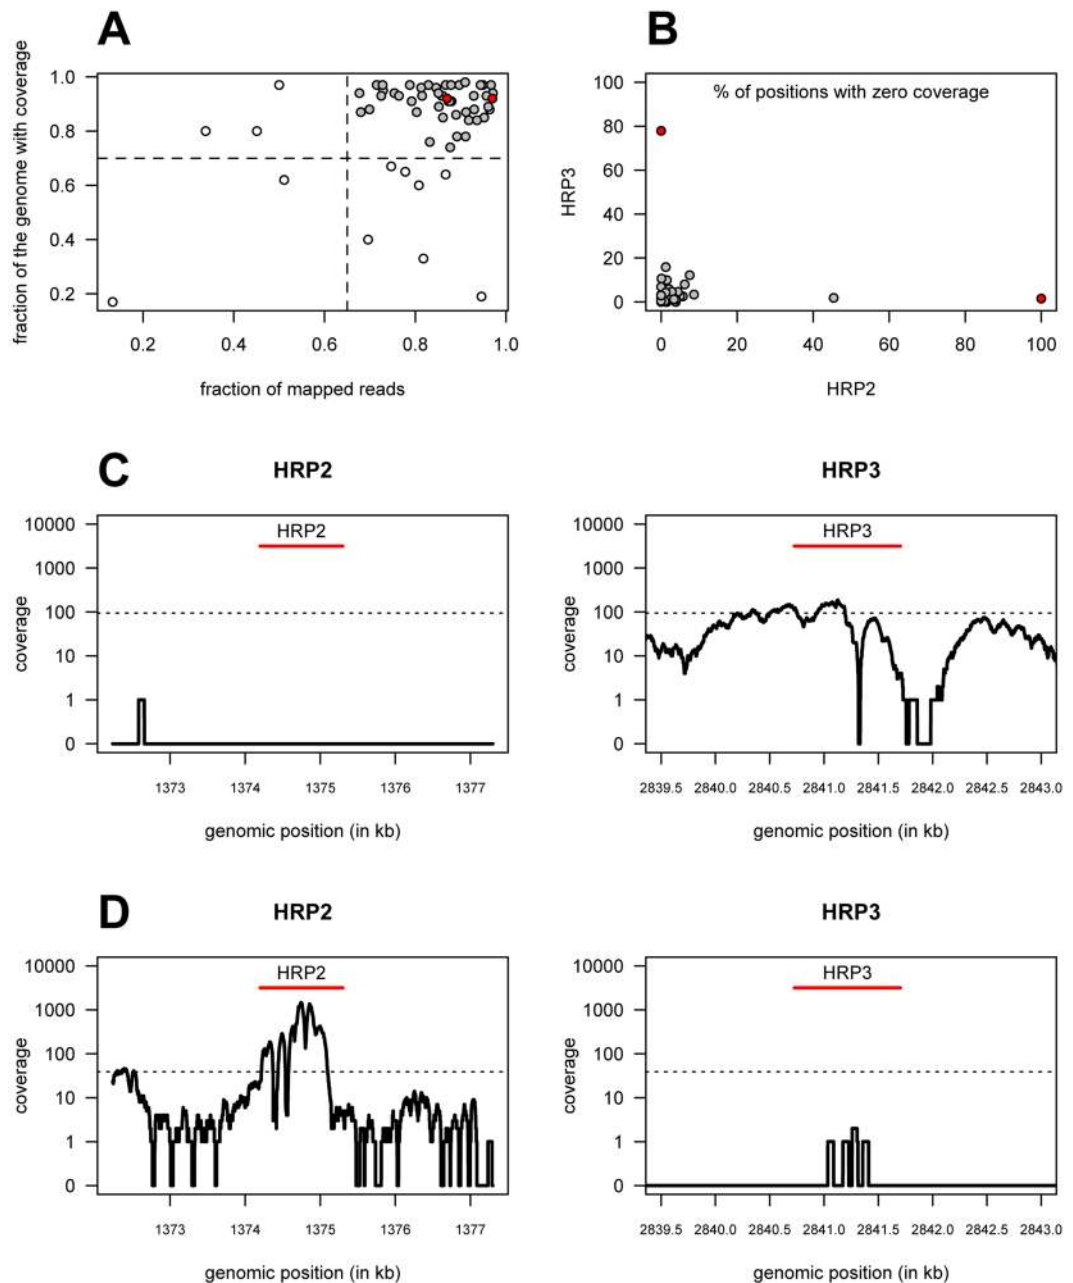 A
fraction of the genome with coverage
1.0
0.8
0.6
0.4
0.2
0.2 0.4 0.6 0.8 1.0
fraction of mapped reads
B
% of positions with zero coverage
HRP3
100
80
60
40
20
0
0 20 40 60 80 100
HRP2
C
HRP2
HRP2
coverage
10000
1000
100
10
1
0
1373 1374 1375 1376 1377
genomic position (in kb)
HRP3
HRP3
coverage
10000
1000
100
10
1
0
2839.5 2840.0 2840.5 2841.0 2841.5 2842.0 2842.5 2843.0
genomic position (in kb)
D
HRP2
HRP2
coverage
10000
1000
100
10
1
0
1373 1374 1375 1376 1377
genomic position (in kb)
HRP3
HRP3
coverage
10000
1000
100
10
1
0
2839.5 2840.0 2840.5 2841.0 2841.5 2842.0 2842.5 2843.0
genomic position (in kb)